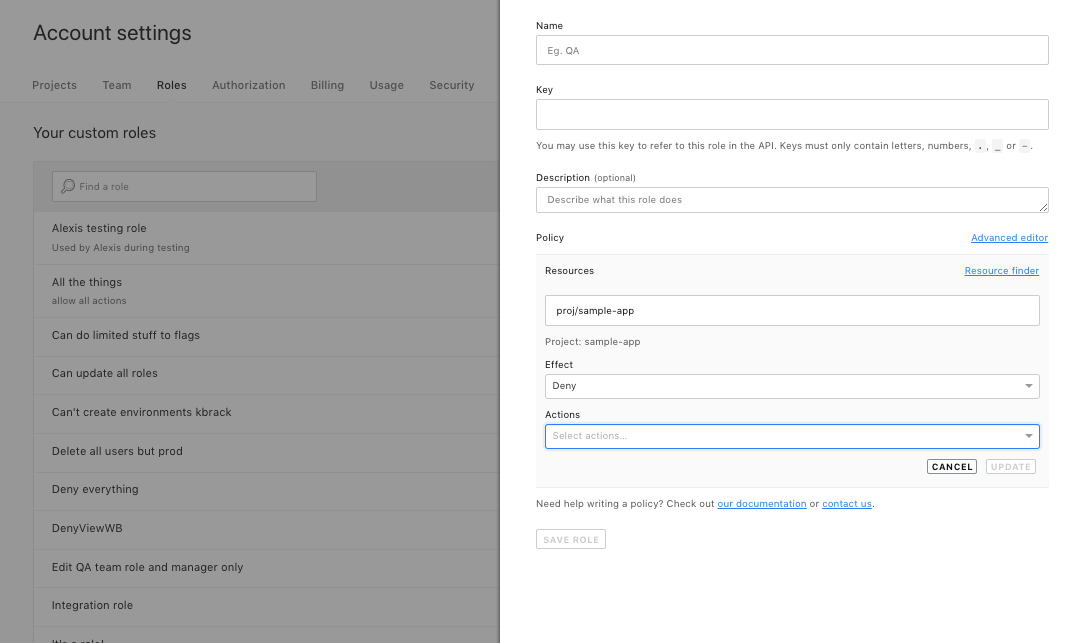 Account settings
Projects Team Roles Authorization Billing Usage Security
Your custom roles
Find a role
Alexis testing role
Used by Alexis during testing
All the things
allow all actions
Can do limited stuff to flags
Can update all roles
Can't create environments kbrack
Delete all users but prod
Deny everything
DenyViewWB
Edit QA team role and manager only
Integration role
It's a role!
Name
Eg. QA
Key
You may use this key to refer to this role in the API. Keys must only contain letters, numbers, ., _ or -.
Description (optional)
Describe what this role does
Policy Advanced editor
Resources Resource finder
proj/sample-app
Project: sample-app
Effect
Deny
Actions
Select actions...
CANCEL UPDATE
Need help writing a policy? Check out our documentation or contact us.
SAVE ROLE